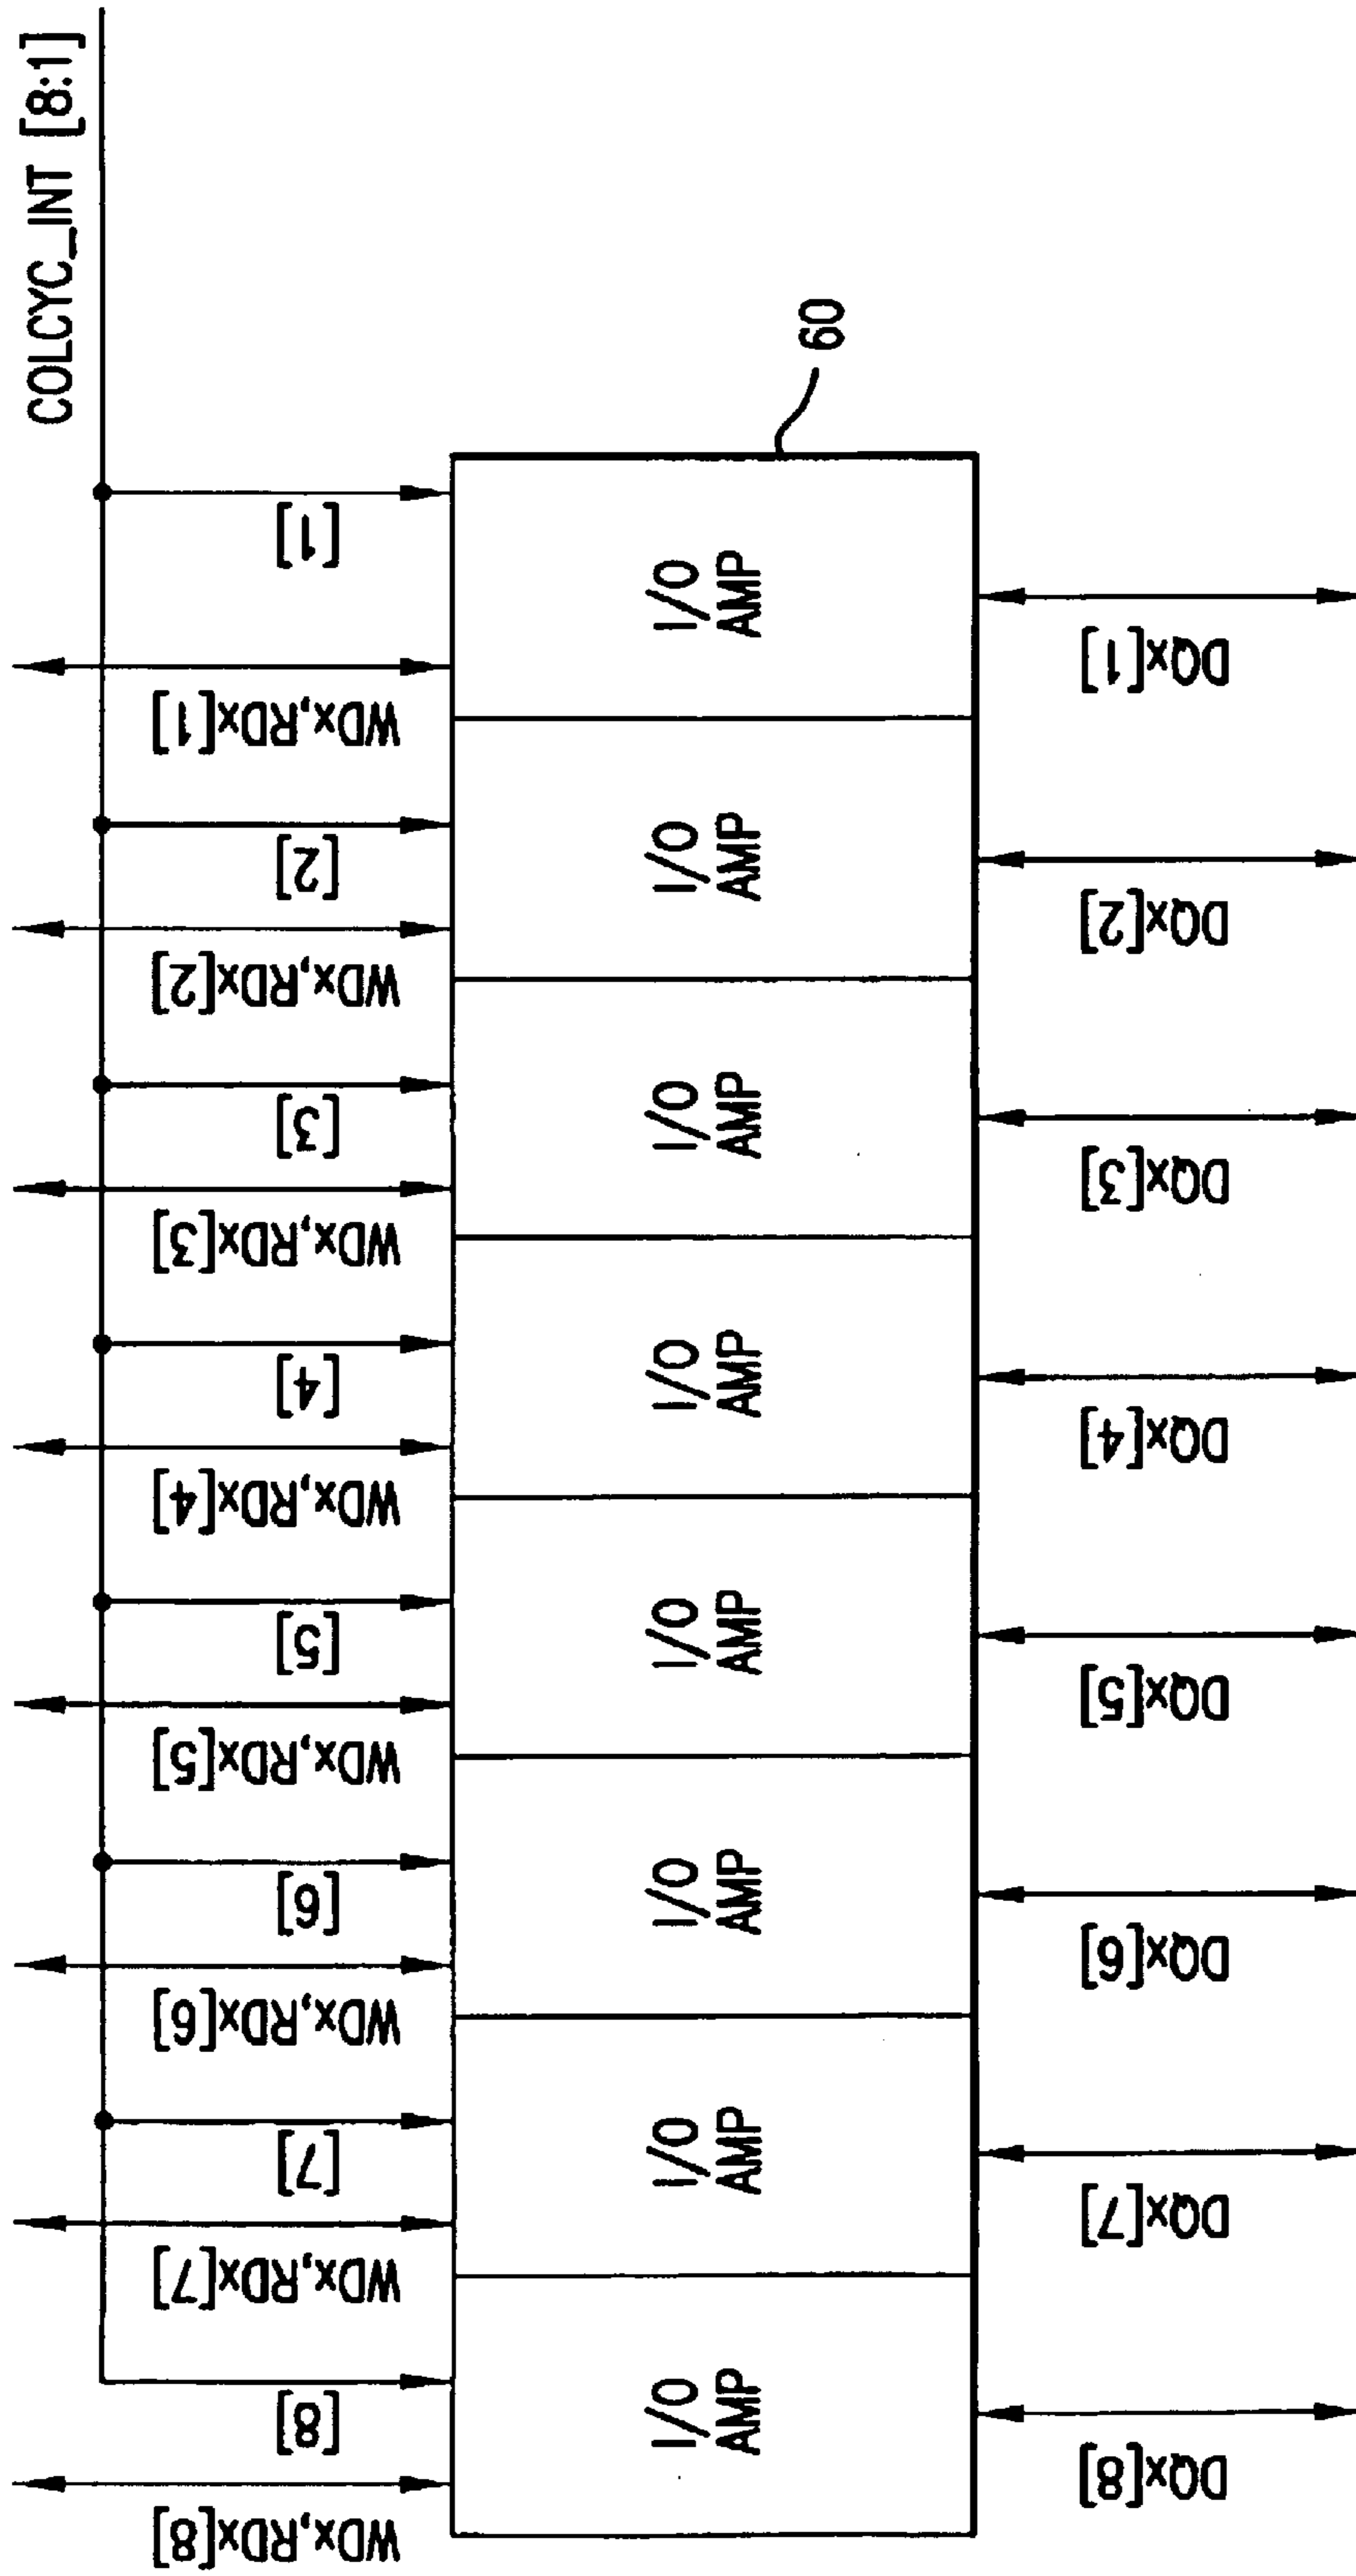 COLCYC_INT [8:1]
[1]
WDx,RDx[1]
[2]
WDx,RDx[2]
[3]
WDx,RDx[3]
[4]
WDx,RDx[4]
[5]
WDx,RDx[5]
[6]
WDx,RDx[6]
[7]
WDx,RDx[7]
[8]
WDx,RDx[8]
60
I/O
AMP
I/O
AMP
I/O
AMP
I/O
AMP
I/O
AMP
I/O
AMP
I/O
AMP
I/O
AMP
DQx[1]
DQx[2]
DQx[3]
DQx[4]
DQx[5]
DQx[6]
DQx[7]
DQx[8]